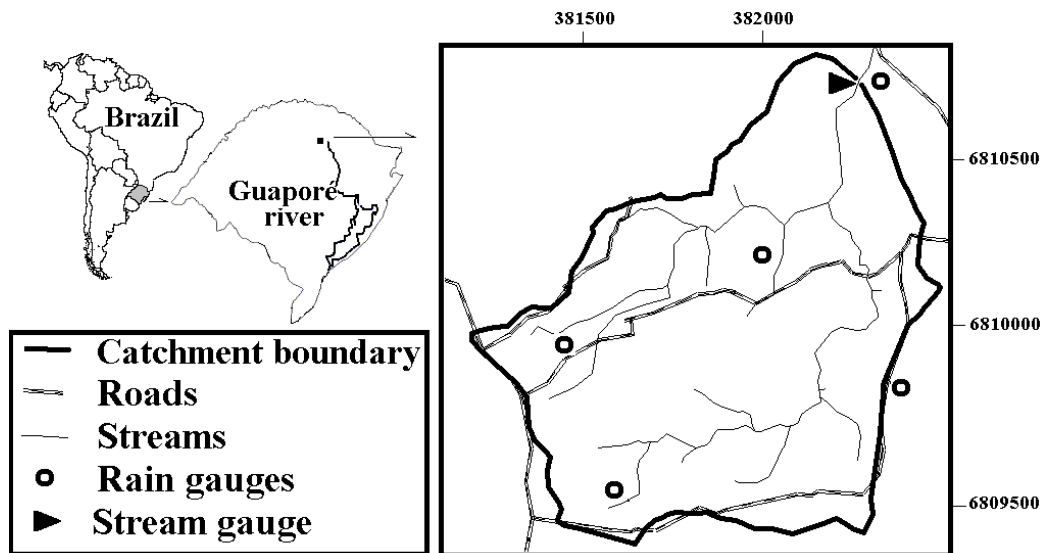 381500 382000
Brazil
Guaporé
river
6810500
6810000
6809500
Catchment boundary
Roads
Streams
Rain gauges
Stream gauge